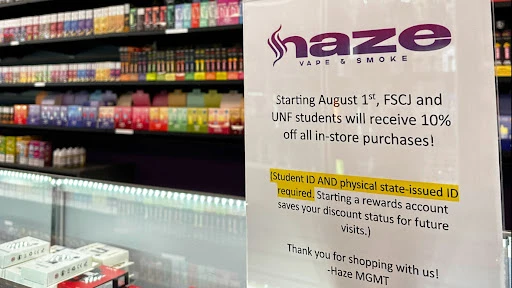 haze
VAPE & SMOKE
Starting August 1st, FSCJ and
UNF students will receive 10%
off all in-store purchases!
(Student ID AND physical state-issued ID
required. Starting a rewards account
saves your discount status for future
visits.)
Thank you for shopping with us!
-Haze MGMT